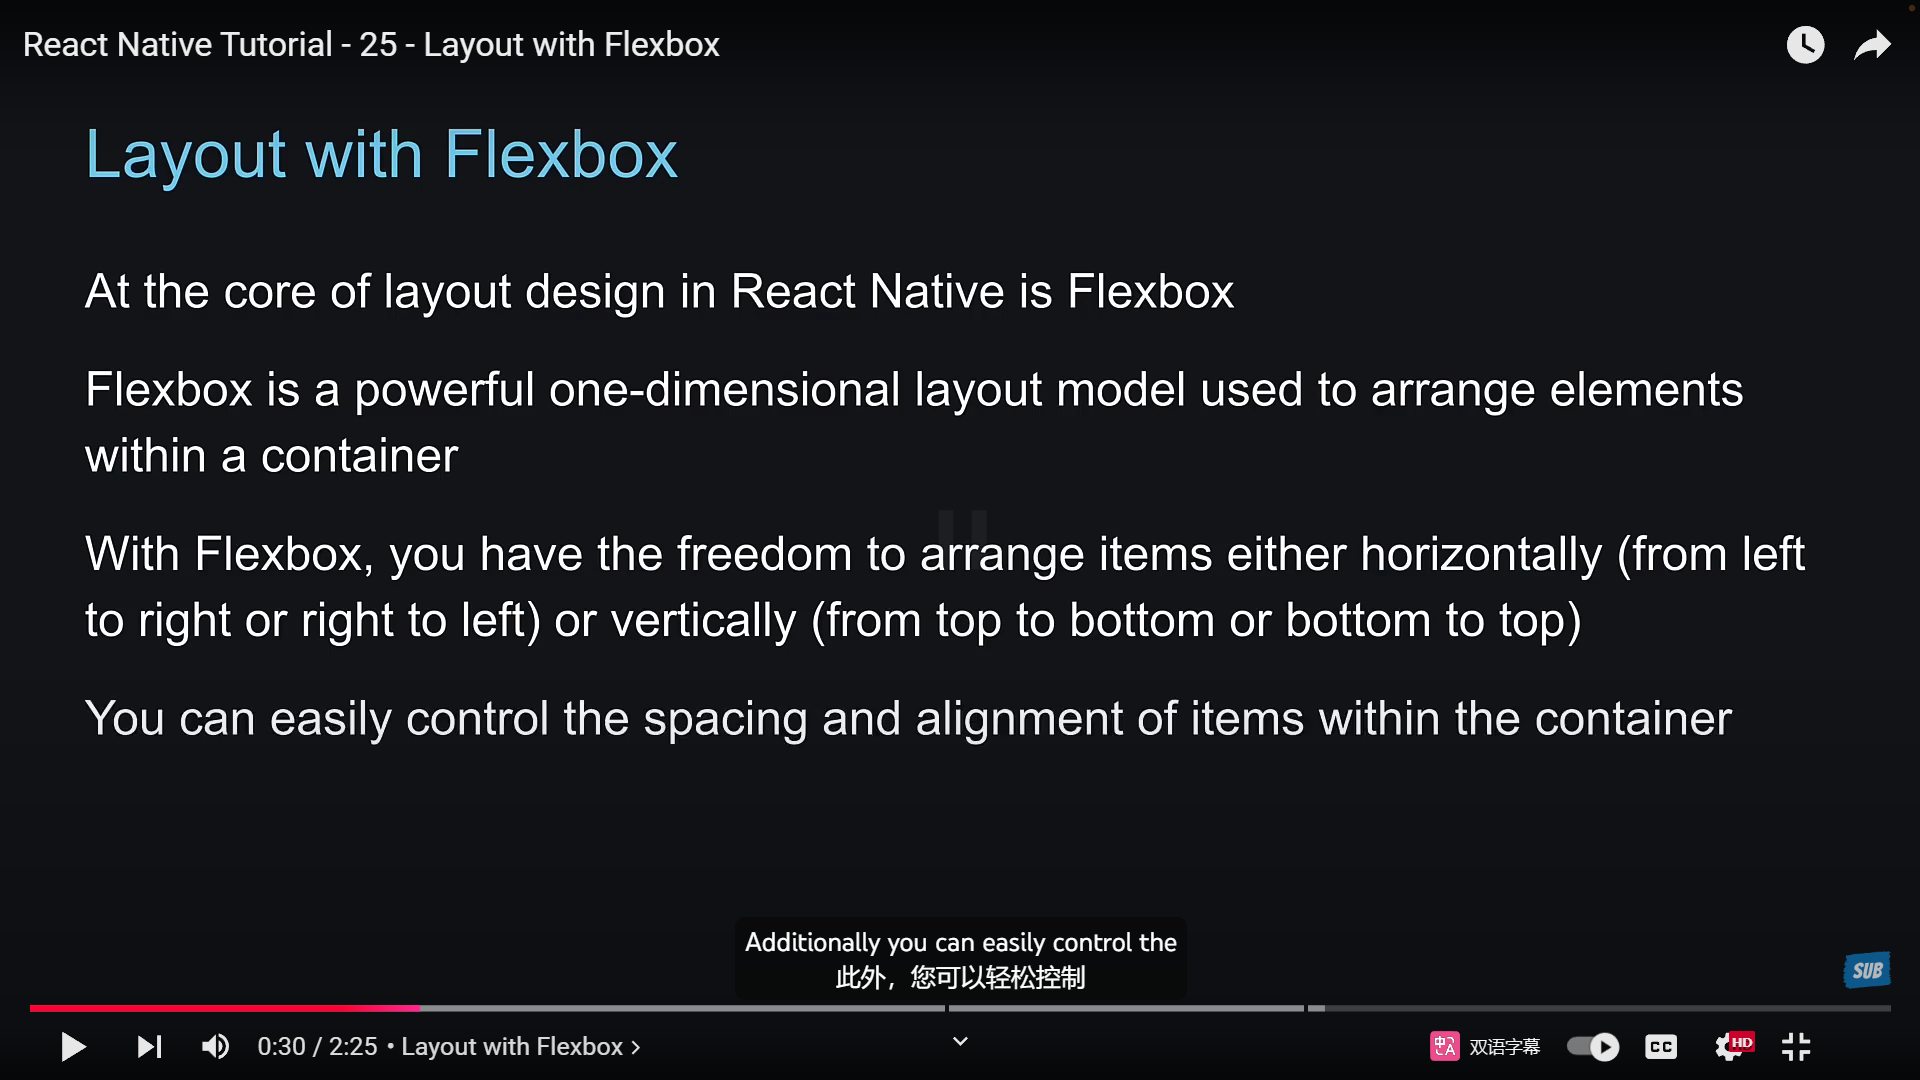 React Native Tutorial - 25 - Layout with Flexbox
Layout with Flexbox
At the core of layout design in React Native is Flexbox
Flexbox is a powerful one-dimensional layout model used to arrange elements
within a container
With Flexbox, you have the freedom to arrange items either horizontally (from left
to right or right to left) or vertically (from top to bottom or bottom to top)
You can easily control the spacing and alignment of items within the container
Additionally you can easily control the
此外，您可以轻松控制
SUB
0:30 / 2:25 • Layout with Flexbox
中A 双语字幕 CC HD